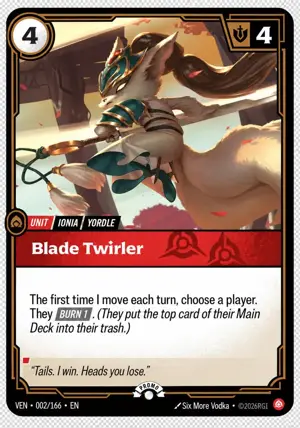 4
4
UNIT | IONIA | YORDLE
Blade Twirler
The first time I move each turn, choose a player.
They BURN 1. (They put the top card of their Main
Deck into their trash.)
“Tails. I win. Heads you lose.”
PROMO
VEN • 002/166 • EN
Six More Vodka • ©2026RGI